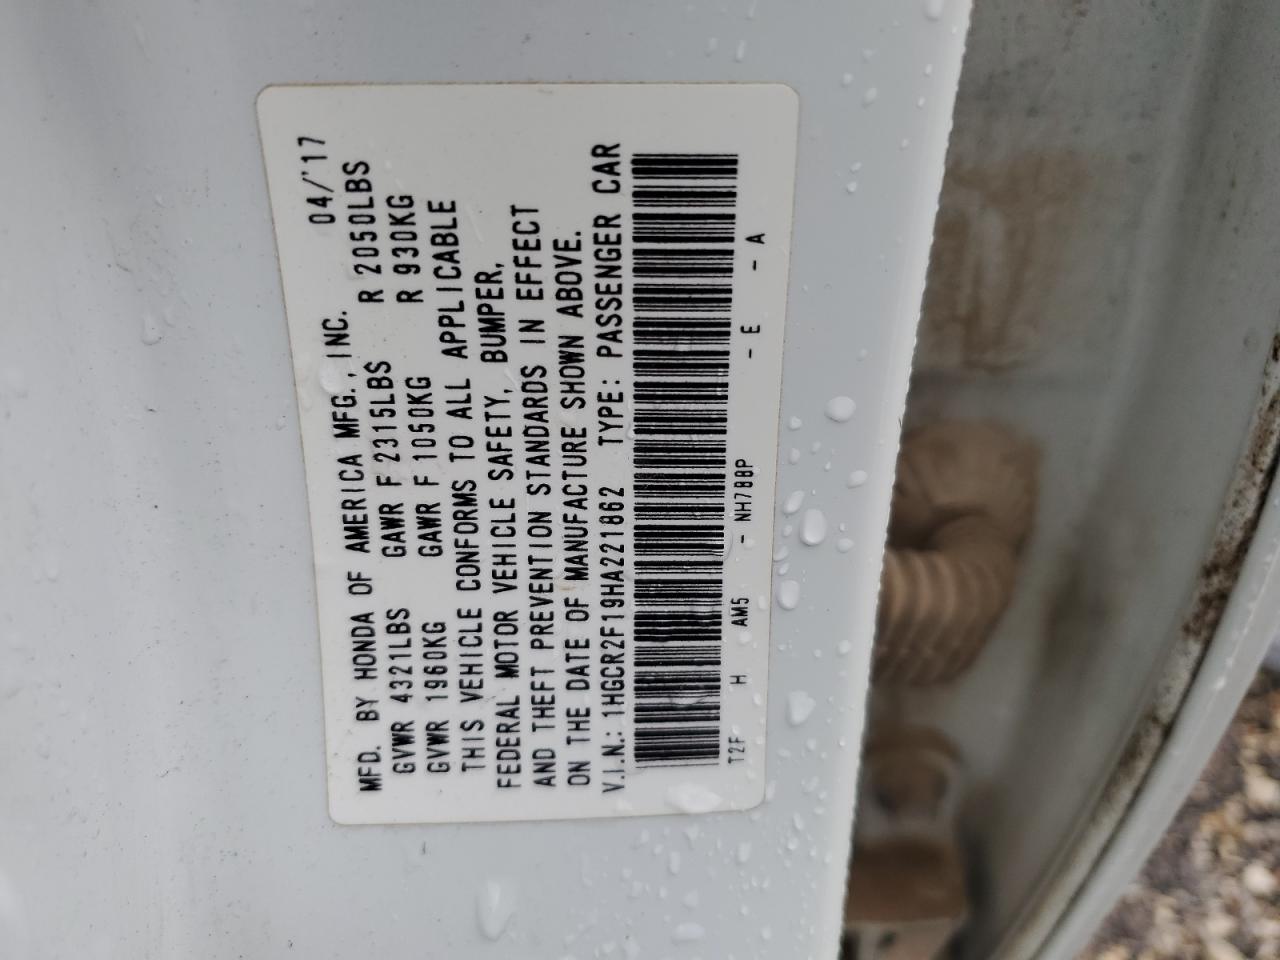 MFD. BY HONDA OF AMERICA MFG., INC. 04/'17
GVWR 4321LBS GAWR F 2315LBS R 2050LBS
GVWR 1960KG GAWR F 1050KG R 930KG
THIS VEHICLE CONFORMS TO ALL APPLICABLE
FEDERAL MOTOR VEHICLE SAFETY, BUMPER,
AND THEFT PREVENTION STANDARDS IN EFFECT
ON THE DATE OF MANUFACTURE SHOWN ABOVE.
V.I.N.: 1HGCR2F19HA221862 TYPE: PASSENGER CAR
T2F H AM5 - NH788P - E - A